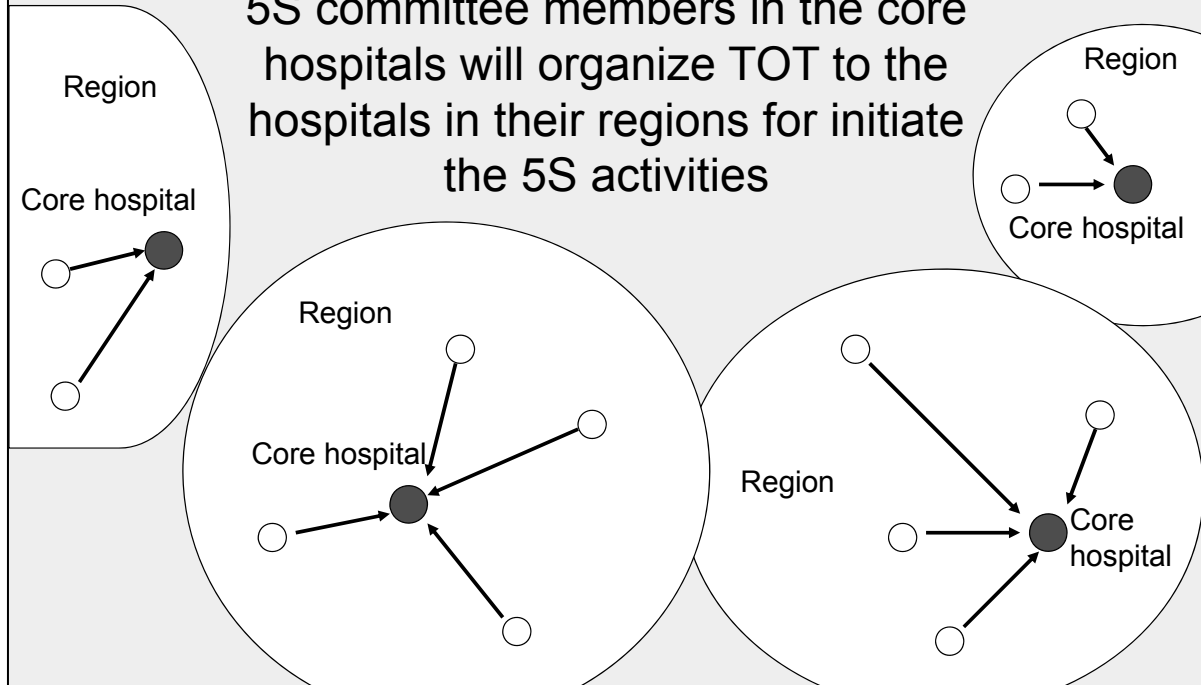 5S committee members in the core
hospitals will organize TOT to the
hospitals in their regions for initiate
the 5S activities
Region
Core hospital
Region
Core hospital
Region
Core hospital
Region
Core
hospital